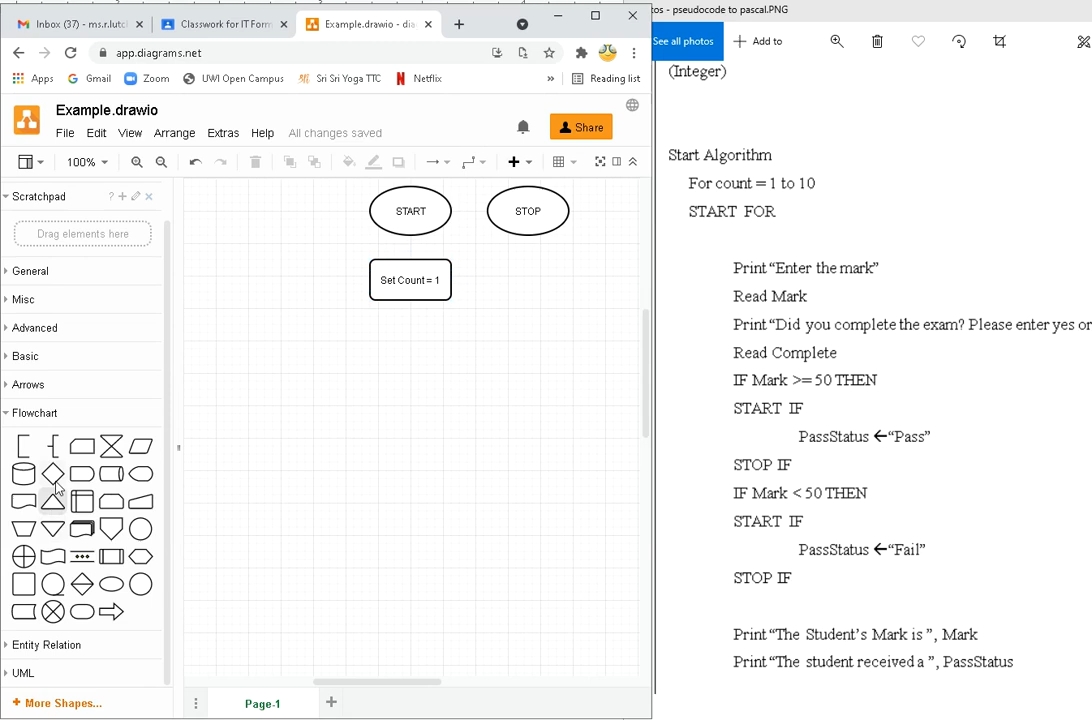 Inbox (37) - ms.r.lutch
Classwork for IT Form
Example.drawio - dia
tos - pseudocode to pascal.PNG
app.diagrams.net
See all photos
Add to
Apps
Gmail
Zoom
UWI Open Campus
Sri Sri Yoga TTC
Netflix
»
Reading list
(Integer)
Example.drawio
File
Edit
View
Arrange
Extras
Help
All changes saved
Share
100%
Scratchpad
Drag elements here
General
Misc
Advanced
Basic
Arrows
Flowchart
Entity Relation
UML
+ More Shapes...
START
STOP
Set Count = 1
Page-1
Start Algorithm
For count = 1 to 10
START FOR
Print “Enter the mark”
Read Mark
Print “Did you complete the exam? Please enter yes or
Read Complete
IF Mark >= 50 THEN
START IF
PassStatus ←“Pass”
STOP IF
IF Mark < 50 THEN
START IF
PassStatus ←“Fail”
STOP IF
Print “The Student’s Mark is ”, Mark
Print “The student received a ”, PassStatus